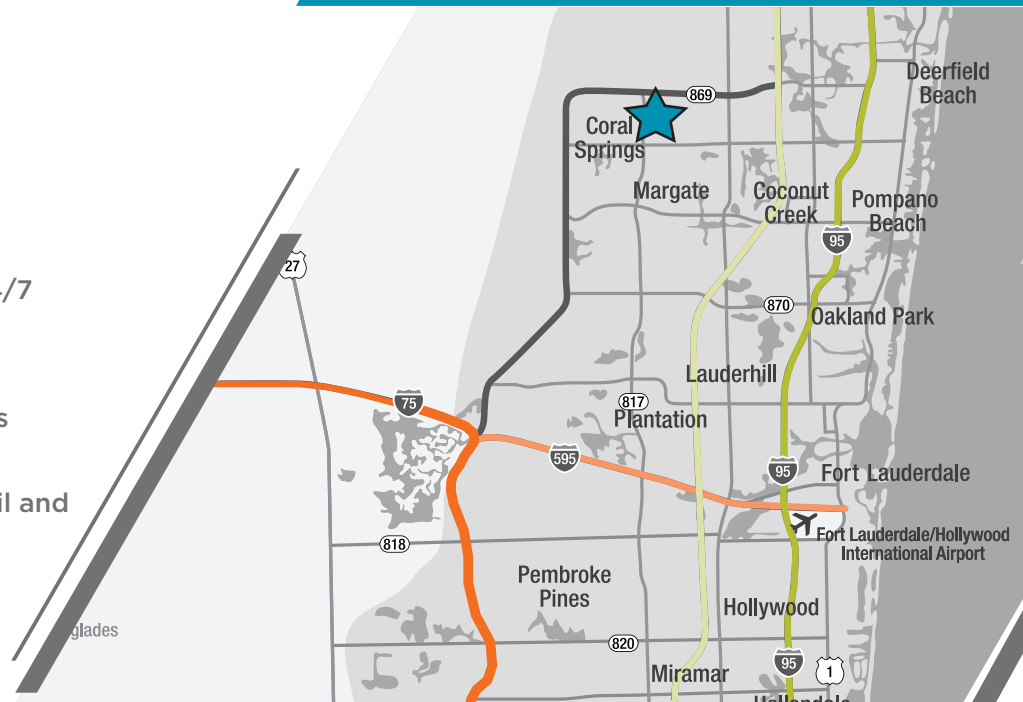 869
Deerfield
Beach
Coral
Springs
Margate
Coconut
Creek
Pompano
Beach
95
27
/7
870
Oakland Park
Lauderhill
75
817
Plantation
s
595
95
Fort Lauderdale
il and
Fort Lauderdale/Hollywood
International Airport
818
Pembroke
Pines
Hollywood
glades
820
95
1
Miramar